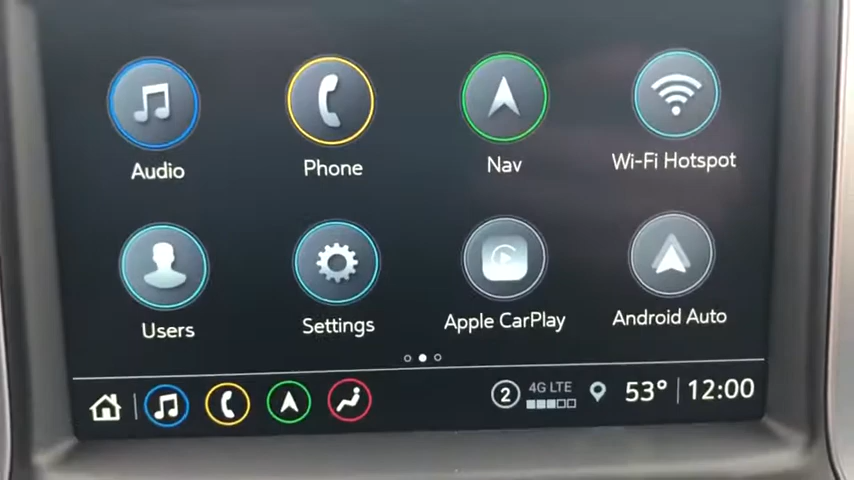 Audio
Phone
Nav
Wi-Fi Hotspot
Users
Settings
Apple CarPlay
Android Auto
2
4G LTE
53°
12:00